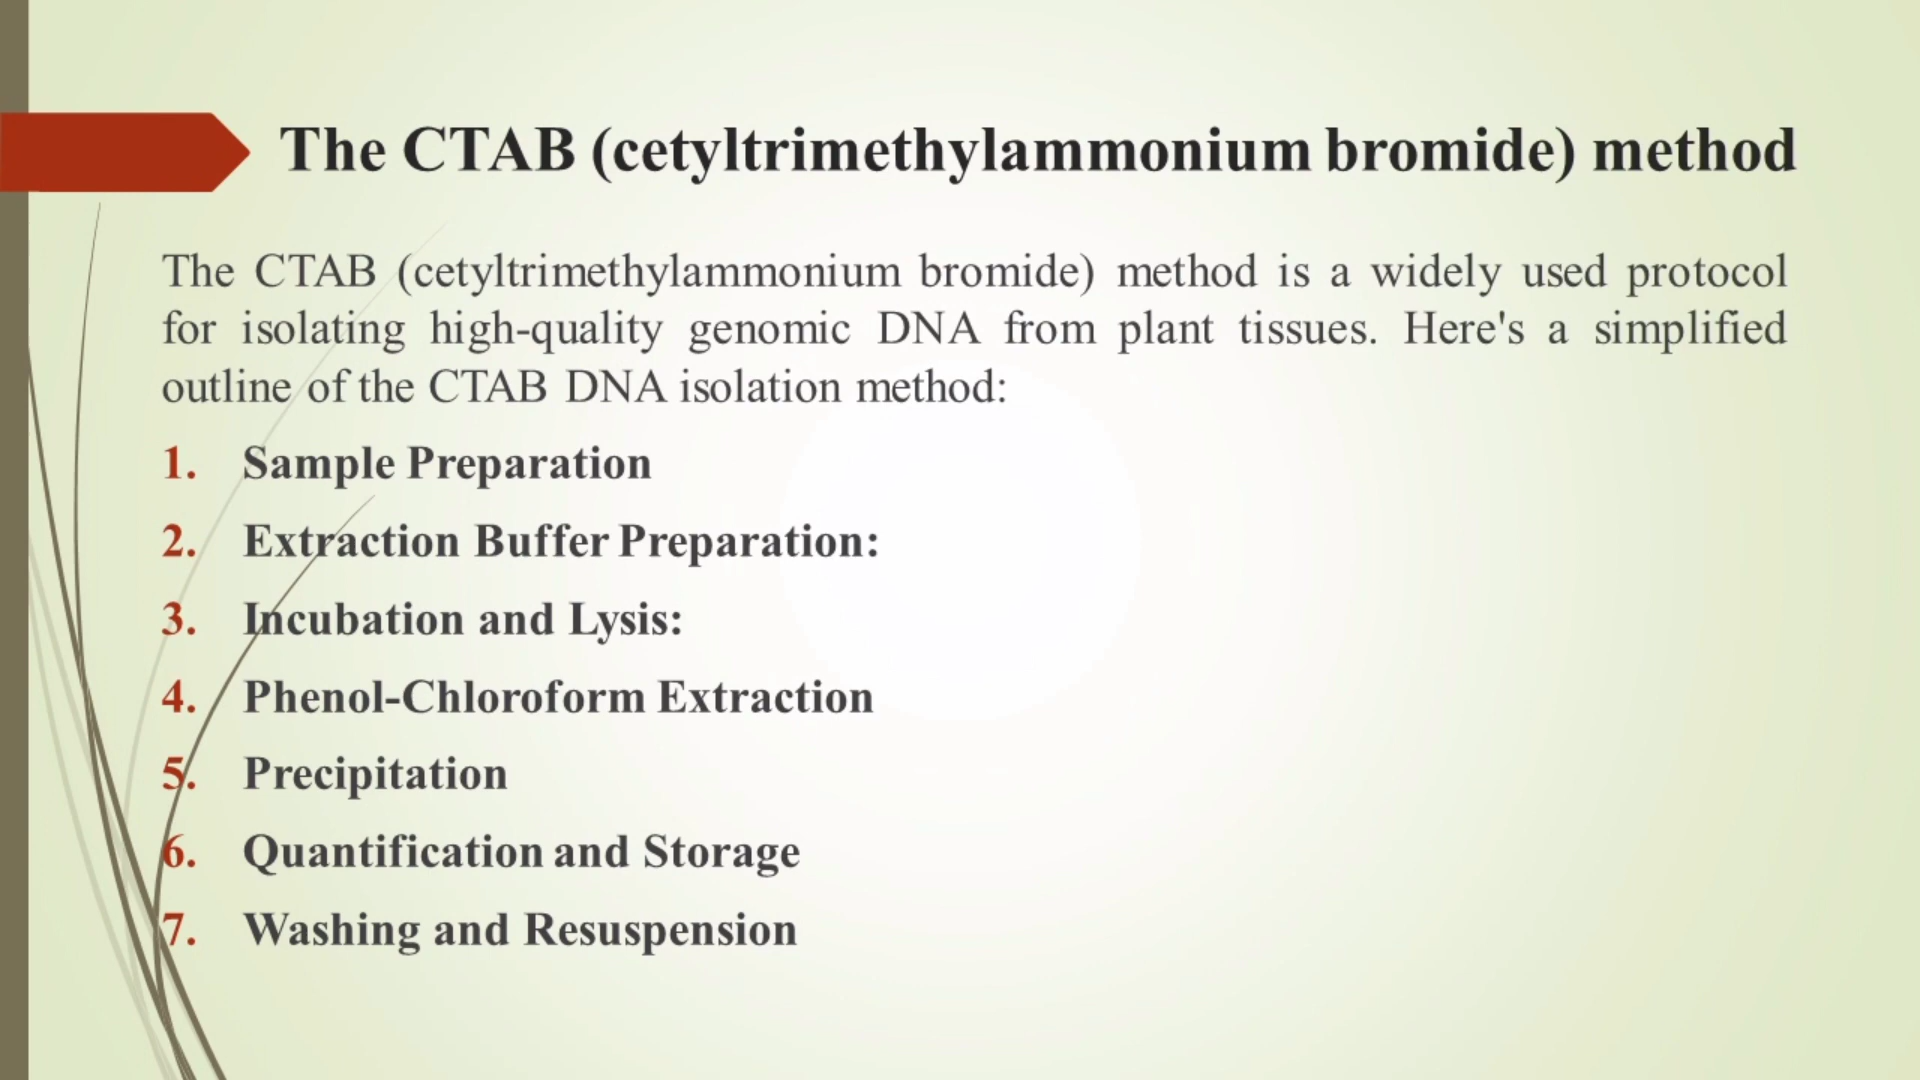 The CTAB (cetyltrimethylammonium bromide) method
The CTAB (cetyltrimethylammonium bromide) method is a widely used protocol
for isolating high-quality genomic DNA from plant tissues. Here's a simplified
outline of the CTAB DNA isolation method:
1. Sample Preparation
2. Extraction Buffer Preparation:
3. Incubation and Lysis:
4. Phenol-Chloroform Extraction
5. Precipitation
6. Quantification and Storage
7. Washing and Resuspension